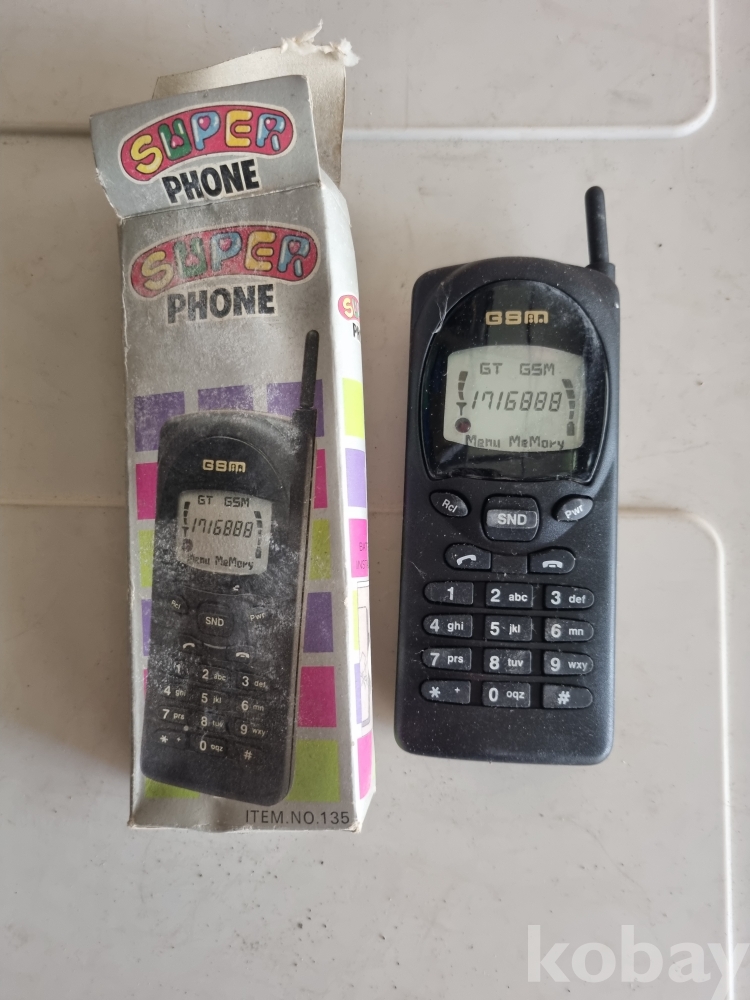 SUPER
PHONE
SUPER
PHONE
GSM
GT GSM
1716888
Menu MeMory
Rcl
SND
Pwr
1 2 abc 3 def
4 ghi 5 jkl 6 mn
7 prs 8 tuv 9 wxy
* + 0 oqz #
ITEM.NO.135
GSM
GT GSM
1716888
Menu MeMory
Rcl
SND
Pwr
1 2 abc 3 def
4 ghi 5 jkl 6 mn
7 prs 8 tuv 9 wxy
* + 0 oqz #
kobay